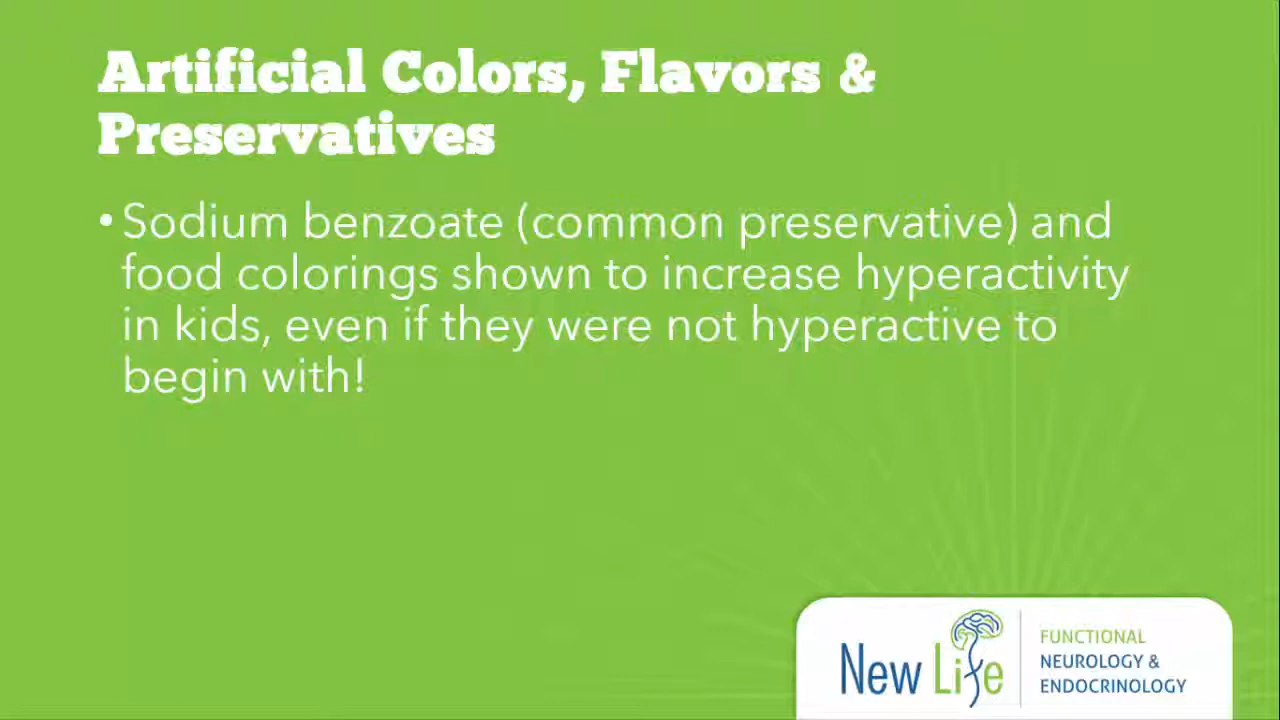 Artificial Colors, Flavors &
Preservatives
• Sodium benzoate (common preservative) and
food colorings shown to increase hyperactivity
in kids, even if they were not hyperactive to
begin with!
New Life
FUNCTIONAL
NEUROLOGY &
ENDOCRINOLOGY